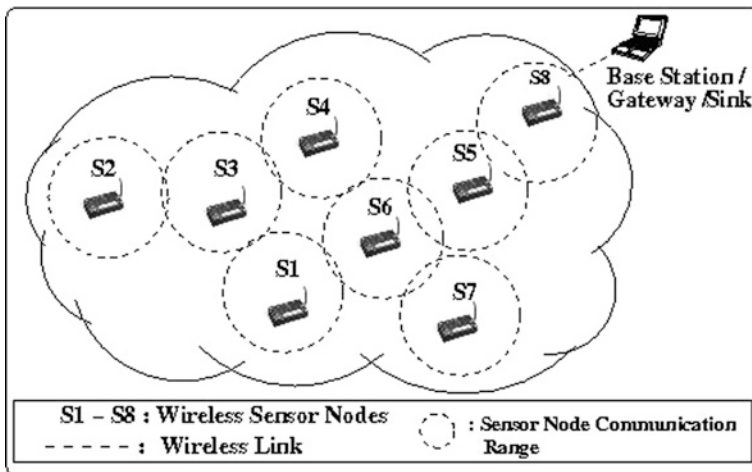 S8
Base Station /
Gateway /Sink
S4
S2
S3
S5
S6
S1
S7
S1 – S8 : Wireless Sensor Nodes
------ : Wireless Link
: Sensor Node Communication
Range